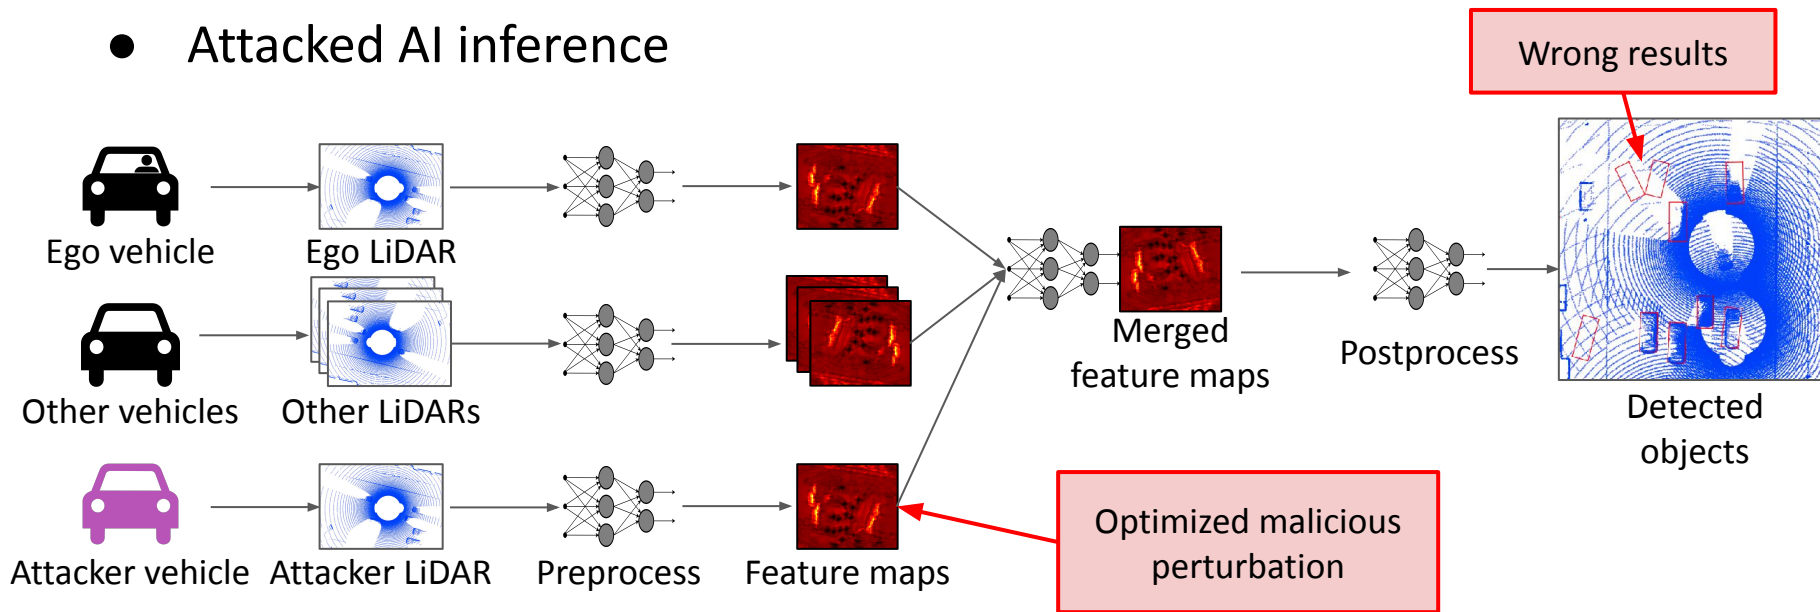 ● Attacked AI inference
Wrong results
Ego vehicle
Ego LiDAR
Other vehicles
Other LiDARs
Merged
feature maps
Postprocess
Detected
objects
Attacker vehicle
Attacker LiDAR
Preprocess
Feature maps
Optimized malicious
perturbation